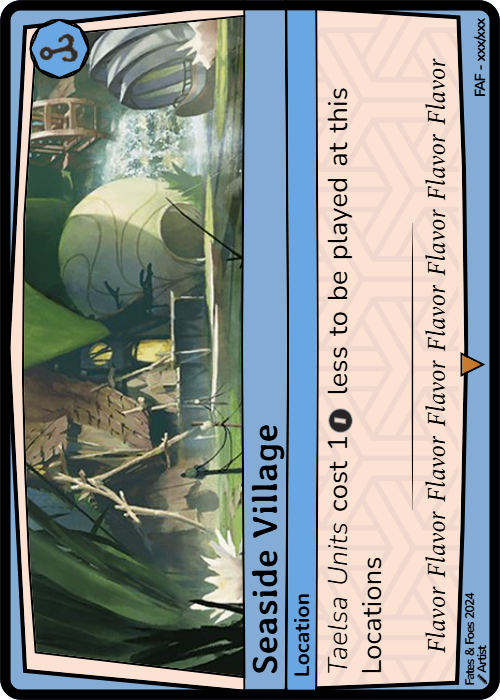 Seaside Village
Location
Taelsa Units cost 1 less to be played at this
Locations
Flavor Flavor Flavor Flavor Flavor Flavor Flavor Flavor
Fates & Foes 2024
Artist
FAF - xxx/xxx